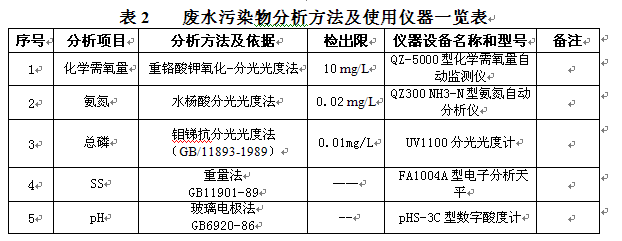 表 2 废水污染物分析方法及使用仪器一览表
序号 分析项目 分析方法及依据 检出限 仪器设备名称和型号 备注
1 化学需氧量 重铬酸钾氧化-分光光度法 10 mg/L QZ-5000 型化学需氧量自动监测仪
2 氨氮 水杨酸分光光度法 0.02 mg/L QZ300 NH3-N 型氨氮自动分析仪
3 总磷 钼锑抗分光光度法（GB/11893-1989） 0.01mg/L UV1100 分光光度计
4 SS 重量法 GB11901-89 —— FA1004A 型电子分析天平
5 pH 玻璃电极法 GB6920-86 -- pHS-3C 型数字酸度计